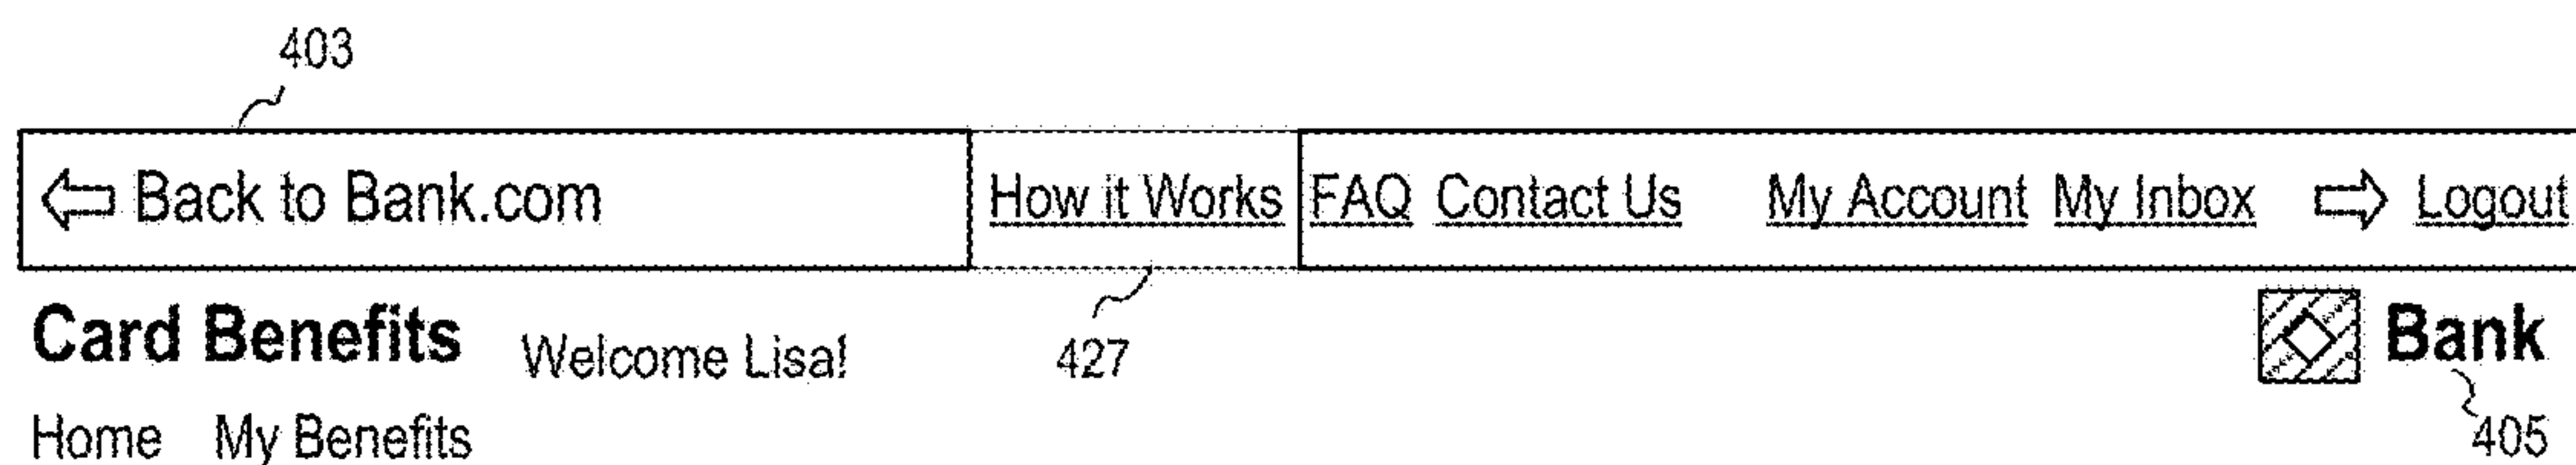 403
Back to Bank.com How it Works FAQ Contact Us My Account My Inbox Logout
Card Benefits Welcome Lisa! 427 Bank
Home My Benefits 405